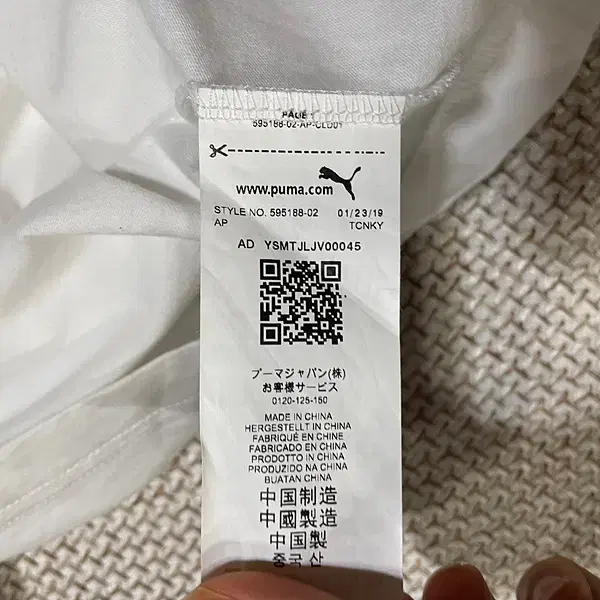 PAGE 1
595188-02-AP-CLD01
www.puma.com
STYLE NO. 595188-02 01/23/19
AP TCNKY
AD YSMTJLJV00045
プーマジャパン(株)
お客様サービス
0120-125-150
MADE IN CHINA
HERGESTELLT IN CHINA
FABRIQUÉ EN CHINE
FABRICADO EN CHINA
PRODOTTO IN CHINA
PRODUZIDO NA CHINA
BUATAN CHINA
中国制造
中國製造
中国製
중국 산